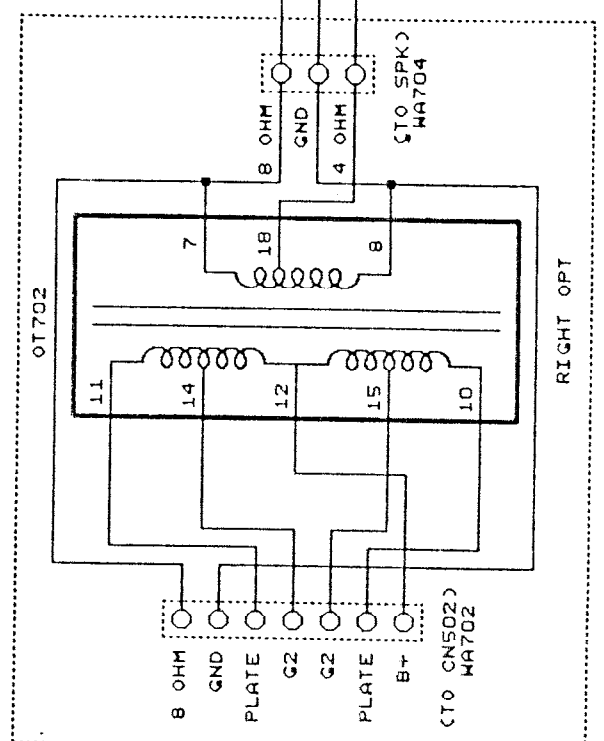 8 OHM
GND
4 OHM
(TO SPK)
WA704
7
18
8
OT702
RIGHT OPT
11
14
12
15
10
8 OHM
GND
PLATE
G2
G2
PLATE
B+
(TO CN502)
WA702